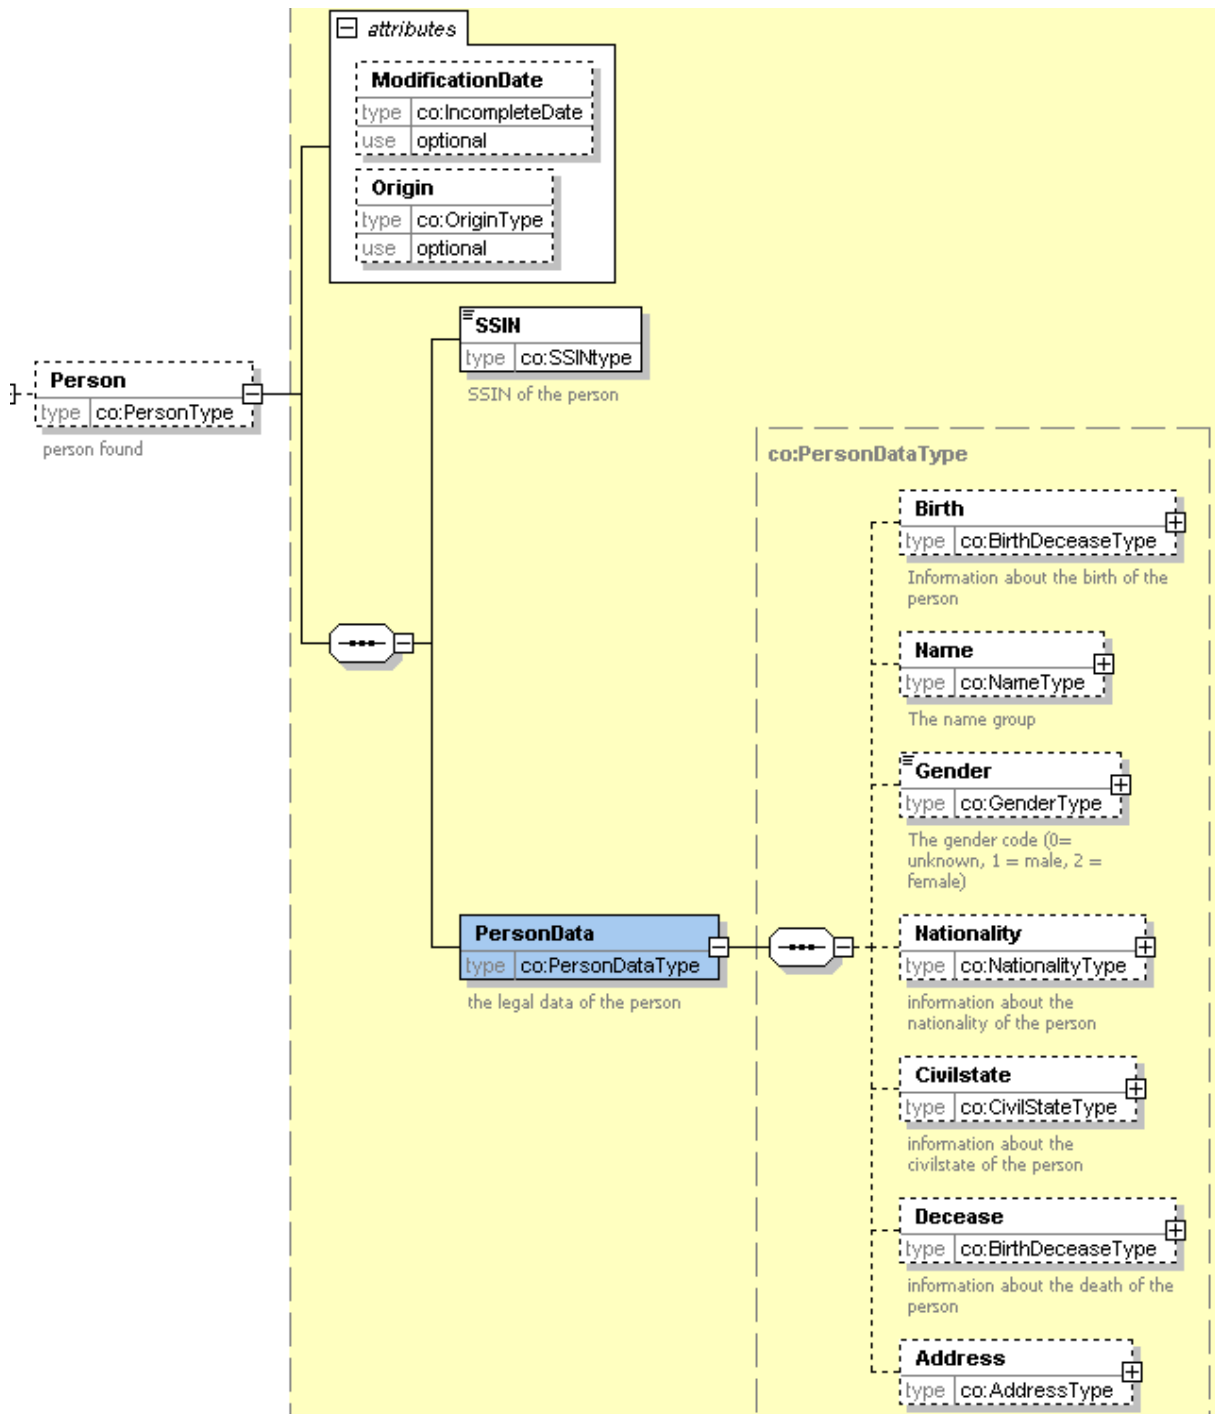 attributes
ModificationDate
type co:IncompleteDate
use optional
Origin
type co:OriginType
use optional
SSIN
type co:SSINtype
SSIN of the person
Person
type co:PersonType
person found
co:PersonDataType
Birth
type co:BirthDeceaseType
Information about the birth of the
person
Name
type co:NameType
The name group
Gender
type co:GenderType
The gender code (0=
unknown, 1 = male, 2 =
female)
PersonData
type co:PersonDataType
the legal data of the person
Nationality
type co:NationalityType
information about the
nationality of the person
Civilstate
type co:CivilStateType
information about the
civilstate of the person
Decease
type co:BirthDeceaseType
information about the death of the
person
Address
type co:AddressType